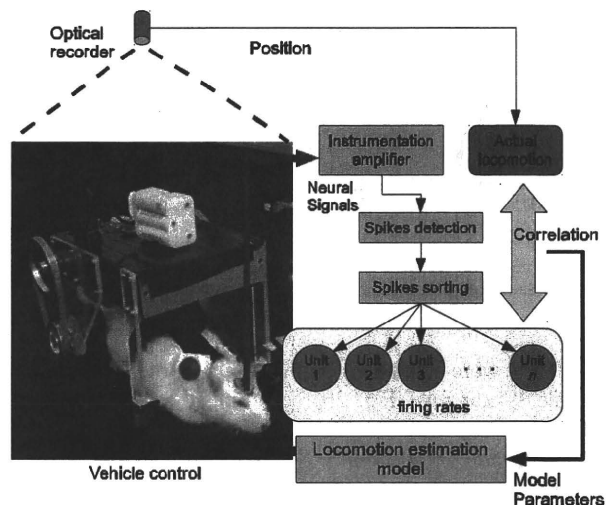 Optical
recorder
Position
Instrumentation
amplifier
Actual
locomotion
Neural
Signals
Spikes detection
Correlation
Spikes sorting
Unit
1
Unit
2
Unit
3
. . .
Unit
n
firing rates
Locomotion estimation
model
Vehicle control
Model
Parameters